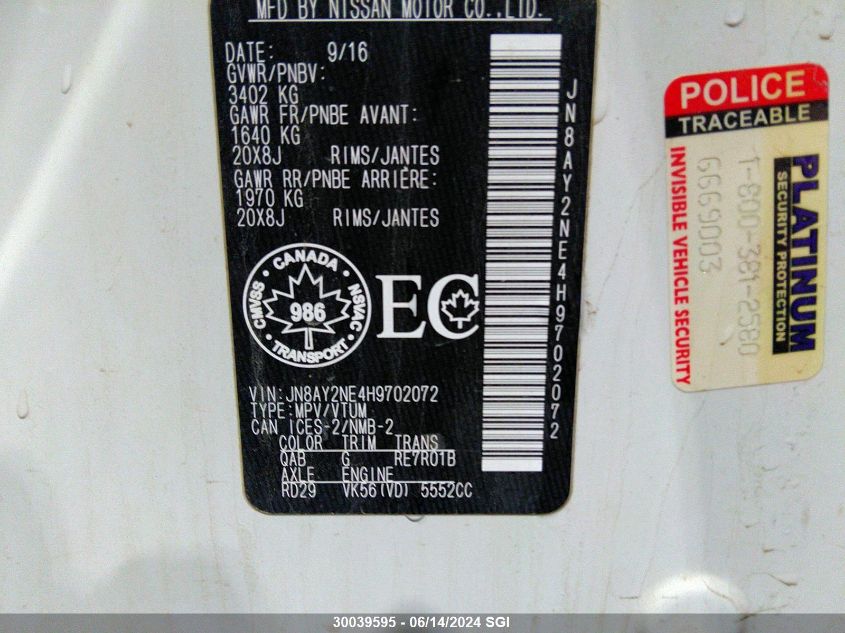 MFD BY NISSAN MOTOR CO.,LTD.
DATE: 9/16
GVWR/PNBV:
3402 KG
GAWR FR/PNBE AVANT:
1640 KG
20X8J RIMS/JANTES
GAWR RR/PNBE ARRIÈRE:
1970 KG
20X8J RIMS/JANTES
CANADA
CMVSS NSVAC
986
TRANSPORT
EC
VIN:JN8AY2NE4H9702072
TYPE:MPV/VTUM
CAN ICES-2/NMB-2
COLOR TRIM TRANS
QAB G RE7R01B
AXLE ENGINE
RD29 VK56(VD) 5552CC
JN8AY2NE4H9702072
POLICE
TRACEABLE
PLATINUM
SECURITY PROTECTION
1-800-381-2580
6669003
INVISIBLE VEHICLE SECURITY
30039595 - 06/14/2024 SGI